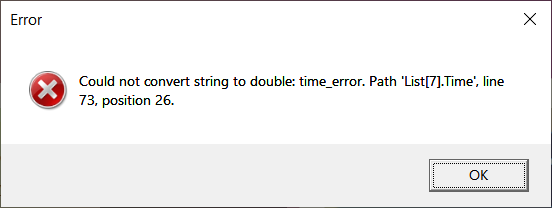 Error
Could not convert string to double: time_error. Path 'List[7].Time', line
73, position 26.
OK